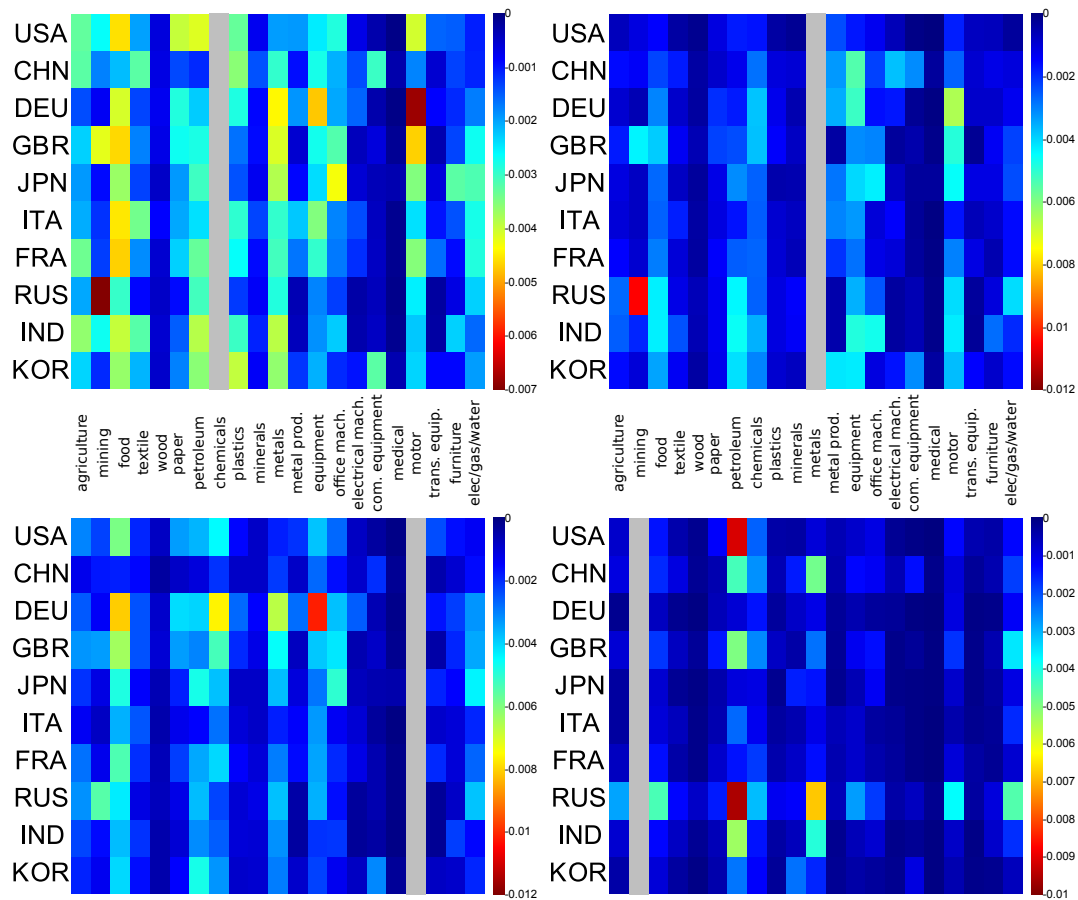 USA
CHN
DEU
GBR
JPN
ITA
FRA
RUS
IND
KOR
0
-0.001
-0.002
-0.003
-0.004
-0.005
-0.006
-0.007
USA
CHN
DEU
GBR
JPN
ITA
FRA
RUS
IND
KOR
0
-0.002
-0.004
-0.006
-0.008
-0.01
-0.012
agriculture
mining
food
textile
wood
paper
petroleum
chemicals
plastics
minerals
metals
metal prod.
equipment
office mach.
electrical mach.
com. equipment
medical
motor
trans. equip.
furniture
elec/gas/water
agriculture
mining
food
textile
wood
paper
petroleum
chemicals
plastics
minerals
metals
metal prod.
equipment
office mach.
electrical mach.
com. equipment
medical
motor
trans. equip.
furniture
elec/gas/water
USA
CHN
DEU
GBR
JPN
ITA
FRA
RUS
IND
KOR
0
-0.002
-0.004
-0.006
-0.008
-0.01
-0.012
USA
CHN
DEU
GBR
JPN
ITA
FRA
RUS
IND
KOR
0
-0.001
-0.002
-0.003
-0.004
-0.005
-0.006
-0.007
-0.008
-0.009
-0.01